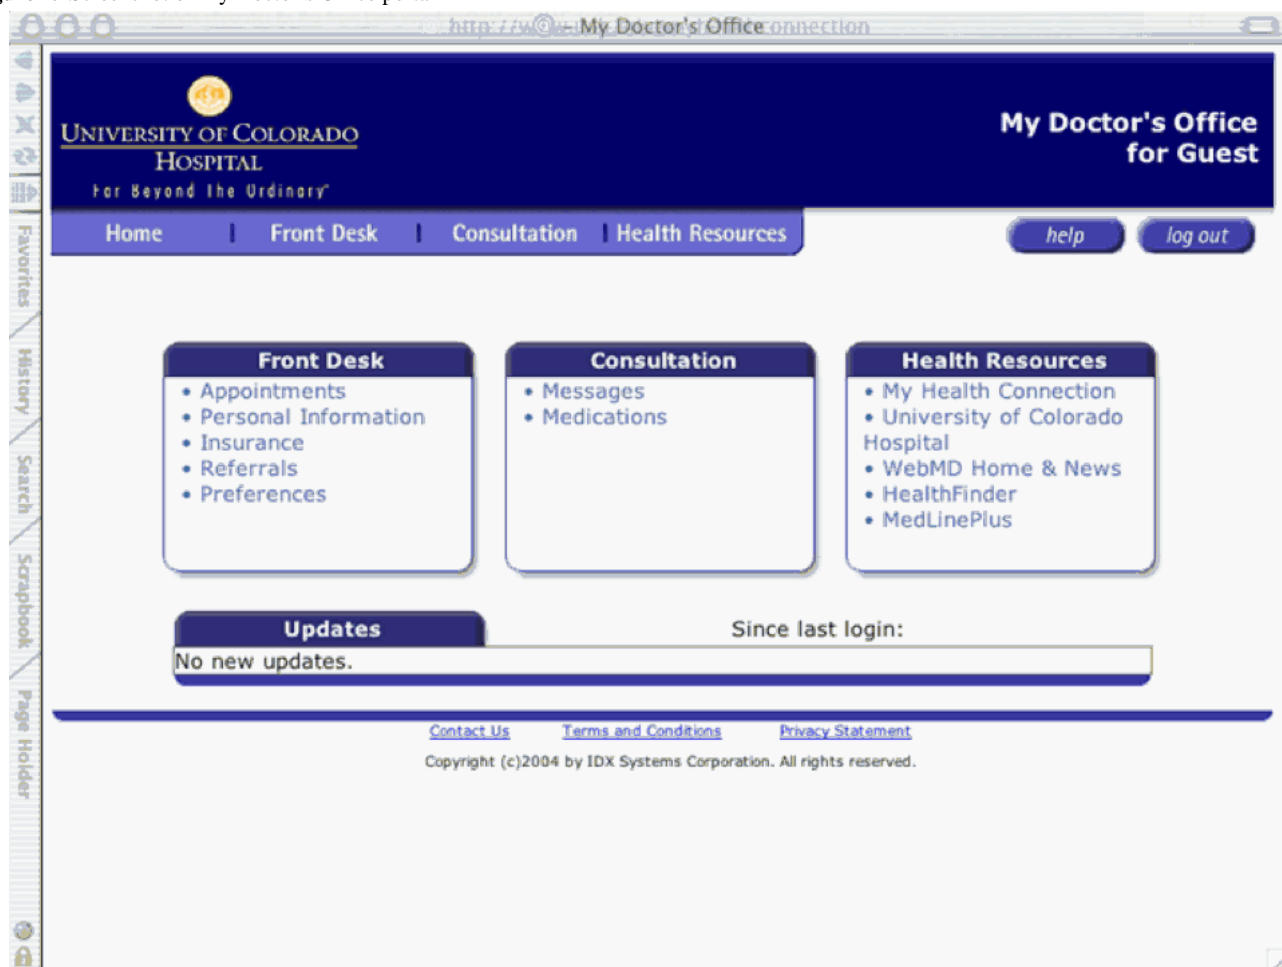 My Doctor's Office
UNIVERSITY OF COLORADO
HOSPITAL
Far Beyond The Ordinary
My Doctor's Office
for Guest
Home | Front Desk | Consultation | Health Resources
help
log out
Favorites
History
Search
Scrapbook
Page Holder
Front Desk
• Appointments
• Personal Information
• Insurance
• Referrals
• Preferences
Consultation
• Messages
• Medications
Health Resources
• My Health Connection
• University of Colorado
Hospital
• WebMD Home & News
• HealthFinder
• MedLinePlus
Updates
Since last login:
No new updates.
Contact Us
Terms and Conditions
Privacy Statement
Copyright (c)2004 by IDX Systems Corporation. All rights reserved.